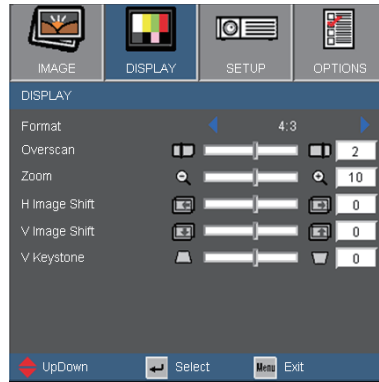 IMAGE DISPLAY SETUP OPTIONS
DISPLAY
Format 4:3
Overscan 2
Zoom 10
H Image Shift 0
V Image Shift 0
V Keystone 0
UpDown Select Menu Exit